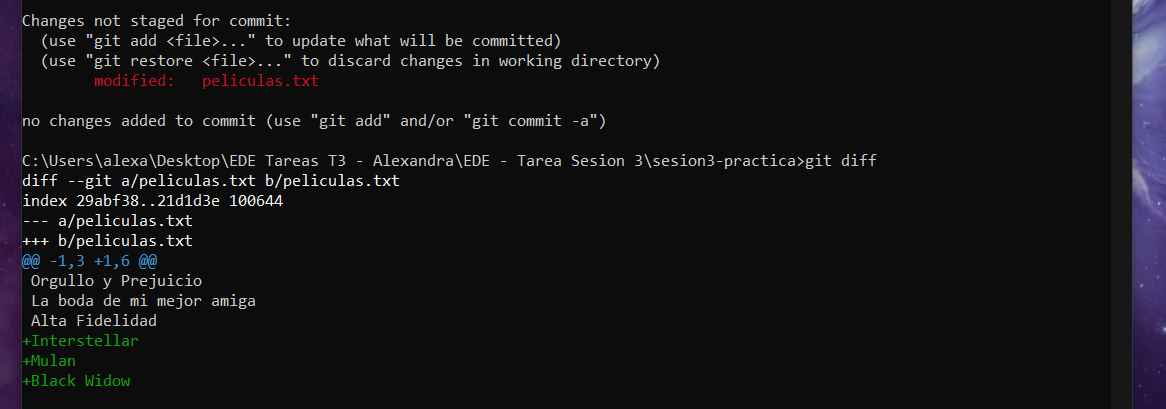 Changes not staged for commit:
  (use "git add <file>..." to update what will be committed)
  (use "git restore <file>..." to discard changes in working directory)
        modified:   peliculas.txt

no changes added to commit (use "git add" and/or "git commit -a")

C:\Users\alexa\Desktop\EDE Tareas T3 - Alexandra\EDE - Tarea Sesion 3\sesion3-practica>git diff
diff --git a/peliculas.txt b/peliculas.txt
index 29abf38..21d1d3e 100644
--- a/peliculas.txt
+++ b/peliculas.txt
@@ -1,3 +1,6 @@
 Orgullo y Prejuicio
 La boda de mi mejor amiga
 Alta Fidelidad
+Interstellar
+Mulan
+Black Widow